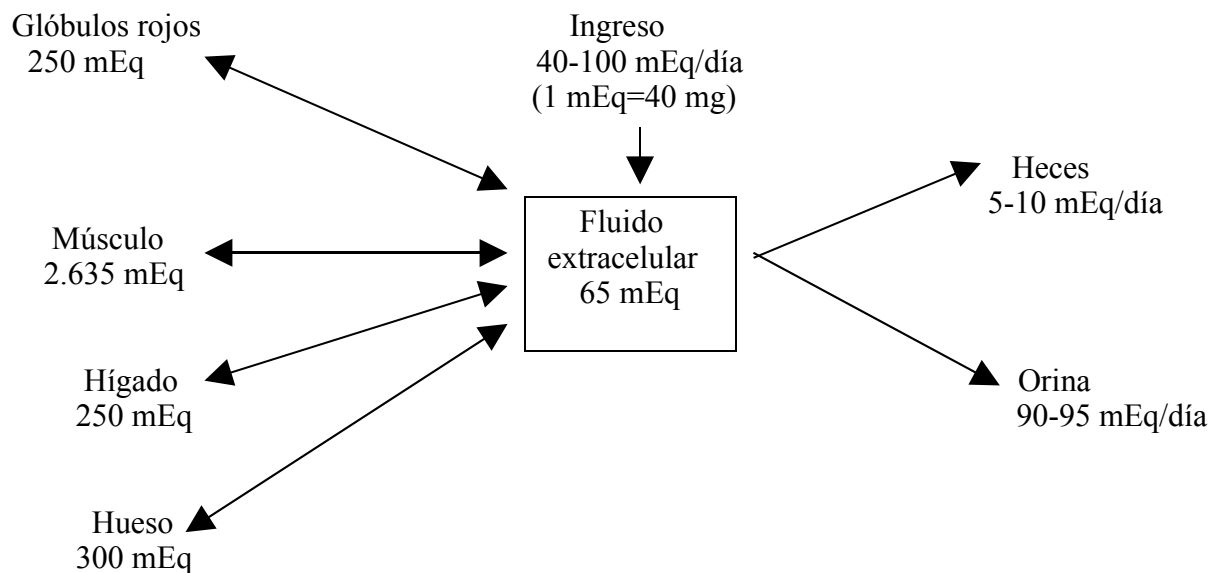 Glóbulos rojos
250 mEq
Ingreso
40-100 mEq/día
(1 mEq=40 mg)
Músculo
2.635 mEq
Fluido
extracelular
65 mEq
Heces
5-10 mEq/día
Hígado
250 mEq
Orina
90-95 mEq/día
Hueso
300 mEq